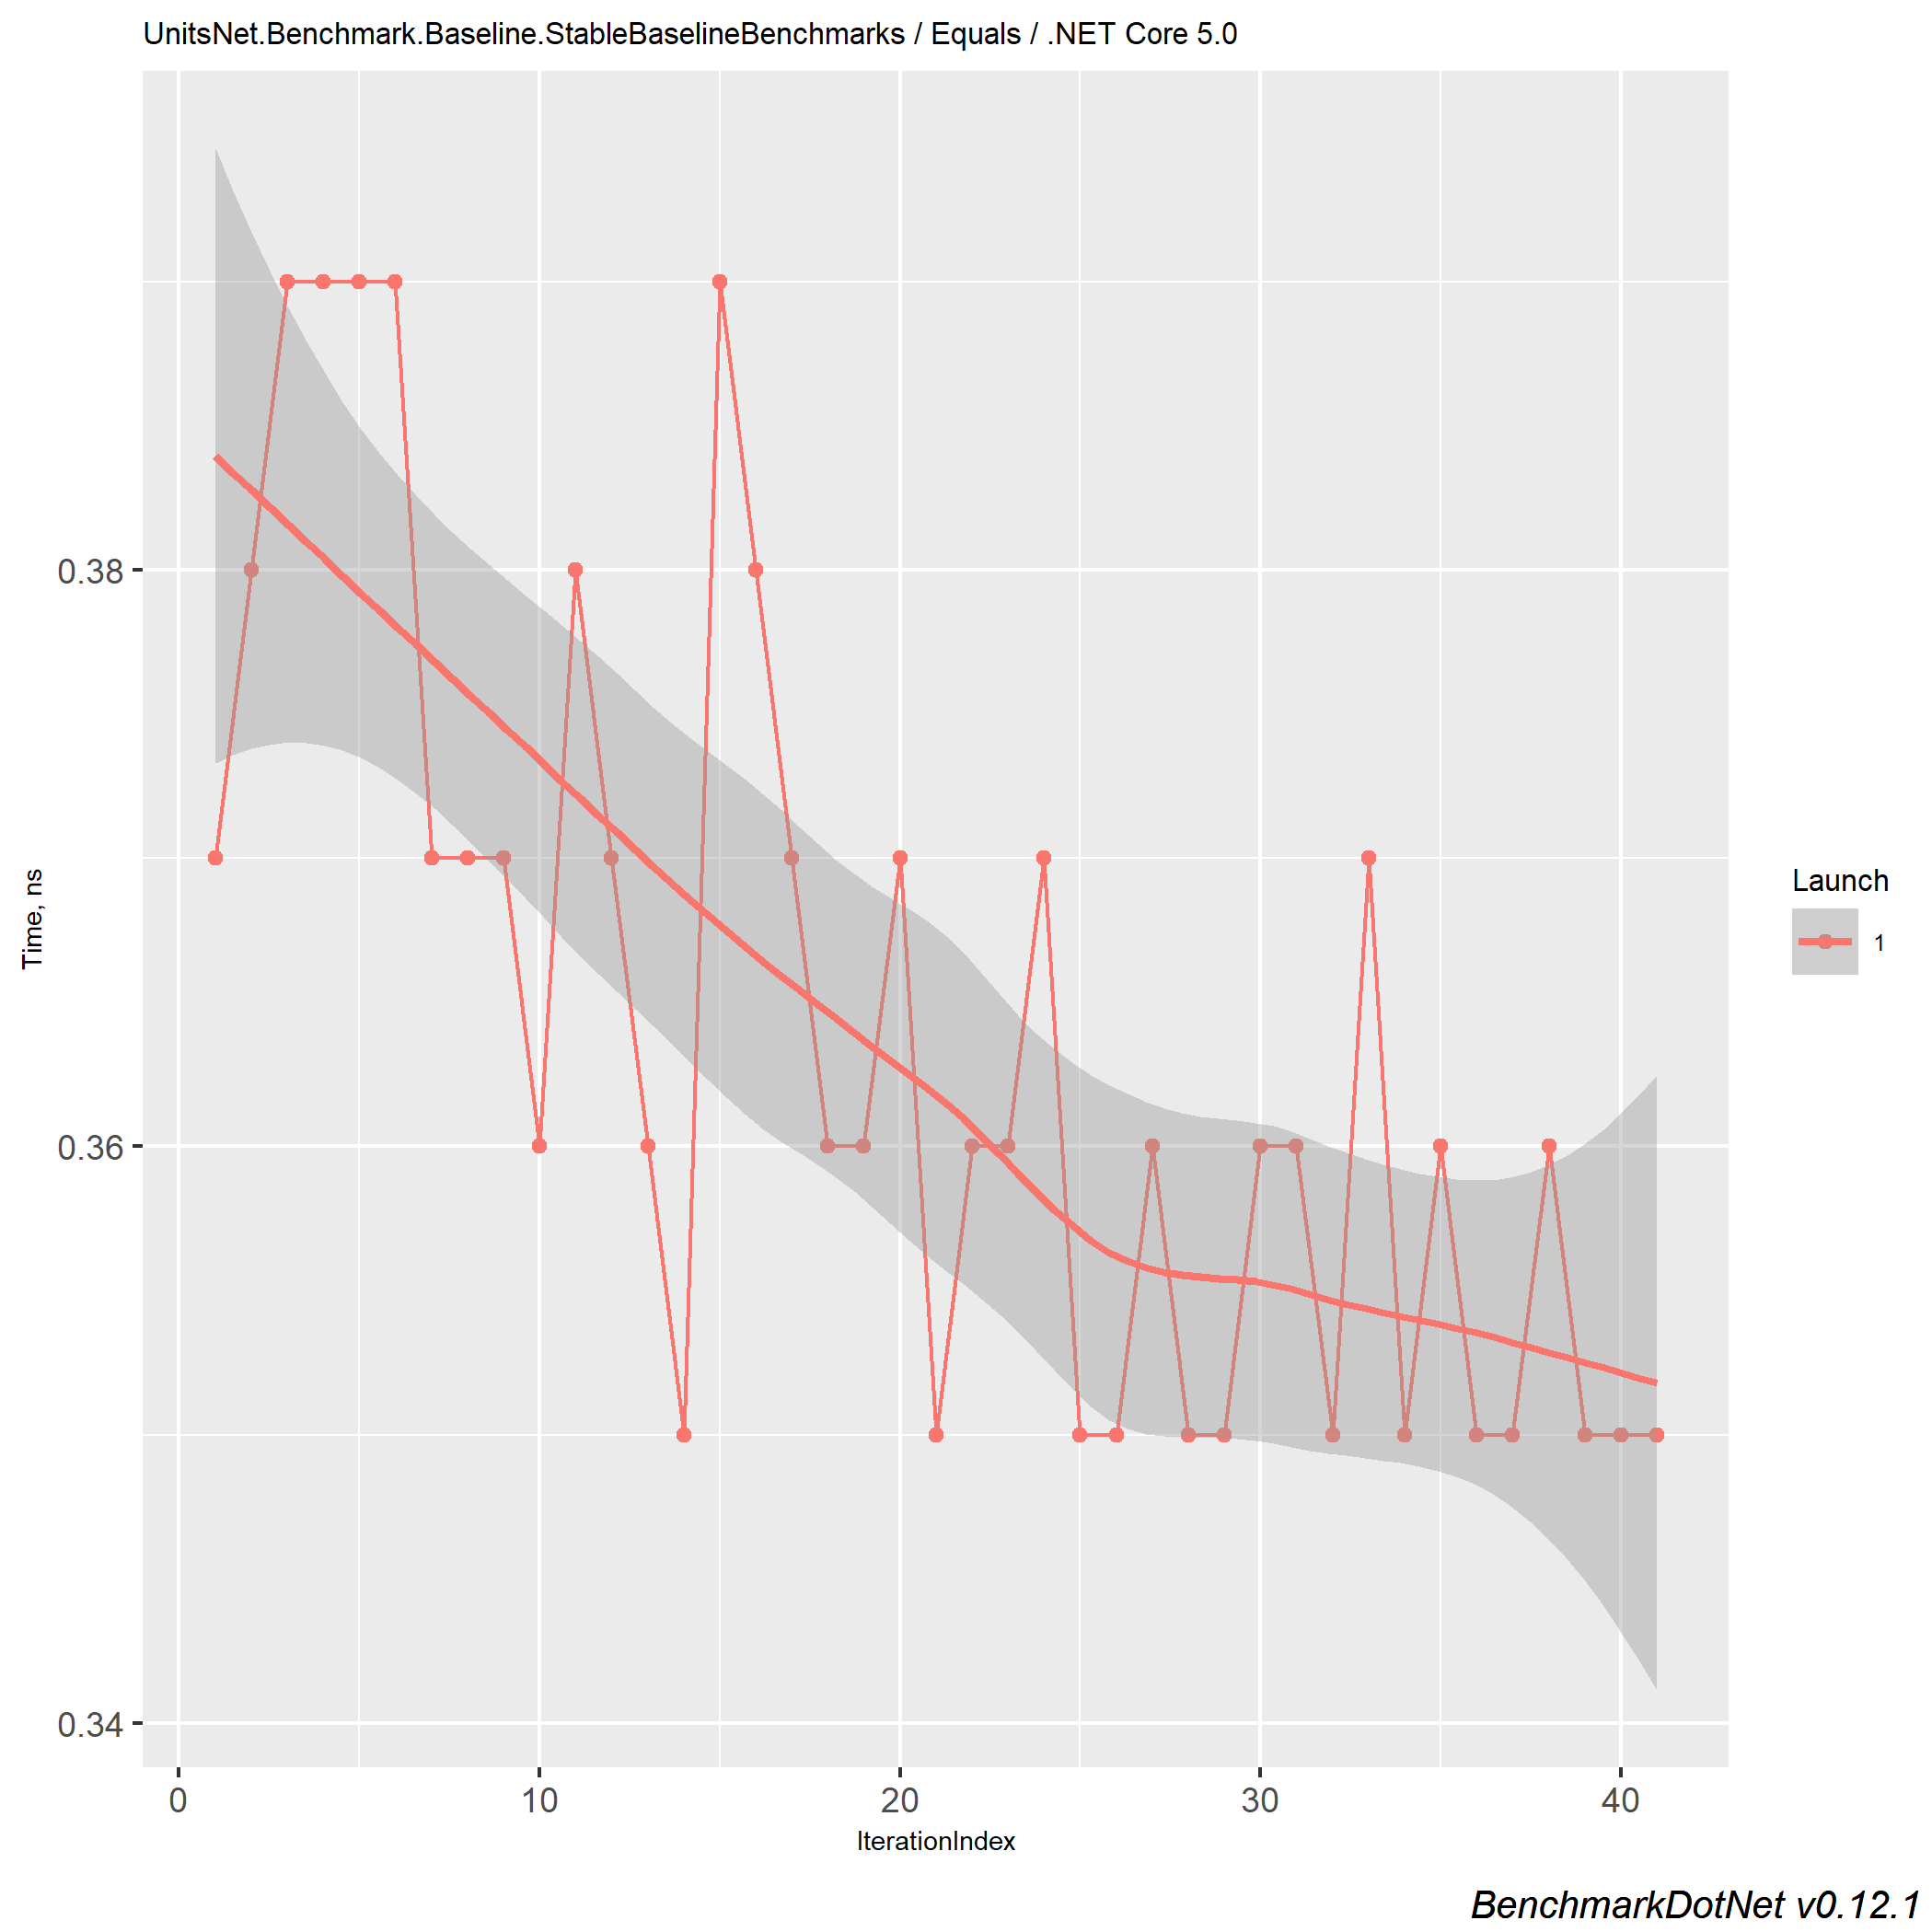 UnitsNet.Benchmark.Baseline.StableBaselineBenchmarks / Equals / .NET Core 5.0
Time, ns
0.38
0.36
0.34
0 10 20 30 40
IterationIndex
Launch
1
BenchmarkDotNet v0.12.1